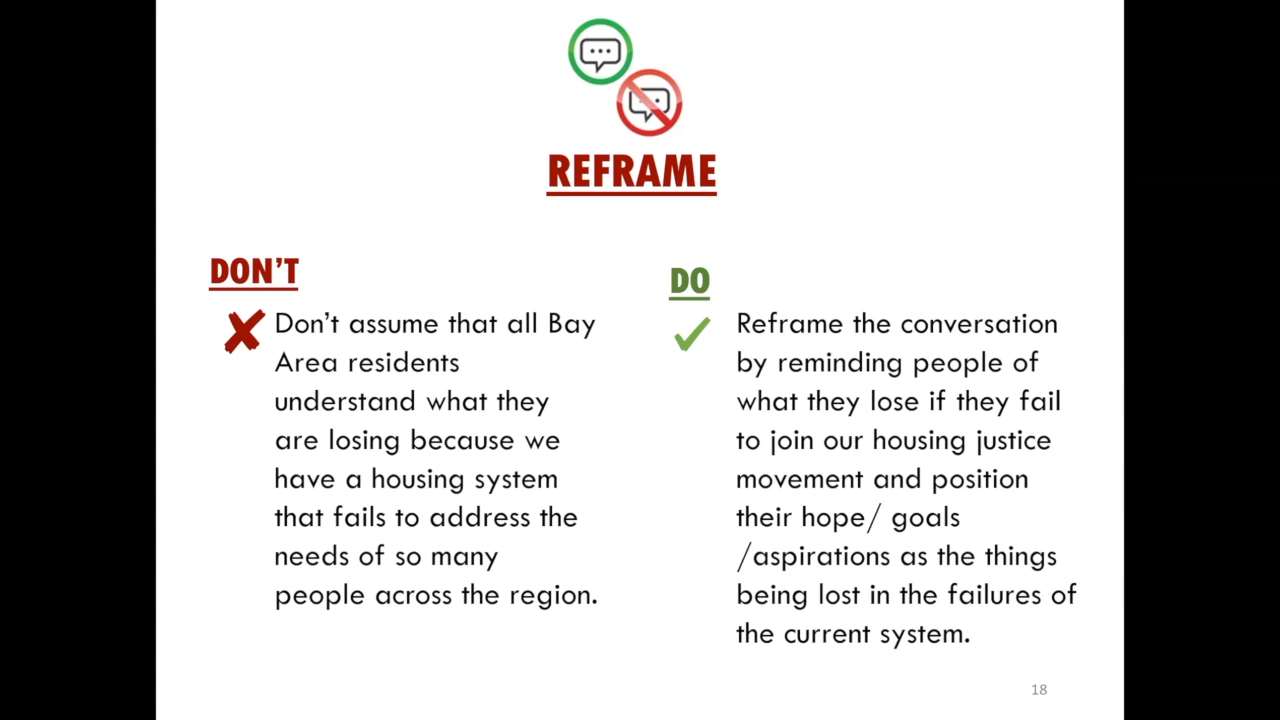 REFRAME
DON’T
Don’t assume that all Bay
Area residents
understand what they
are losing because we
have a housing system
that fails to address the
needs of so many
people across the region.
DO
Reframe the conversation
by reminding people of
what they lose if they fail
to join our housing justice
movement and position
their hope/ goals
/aspirations as the things
being lost in the failures of
the current system.
18